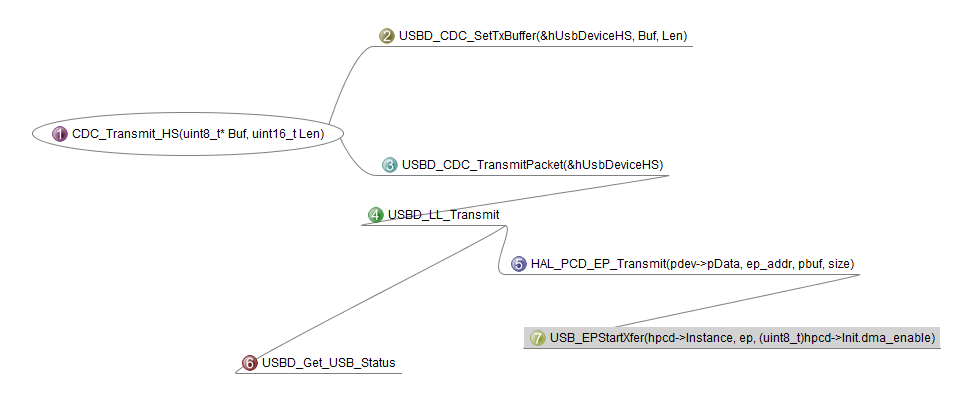 2 USBD_CDC_SetTxBuffer(&hUsbDeviceHS, Buf, Len)
1 CDC_Transmit_HS(uint8_t* Buf, uint16_t Len)
3 USBD_CDC_TransmitPacket(&hUsbDeviceHS)
4 USBD_LL_Transmit
5 HAL_PCD_EP_Transmit(pdev->pData, ep_addr, pbuf, size)
7 USB_EPStartXfer(hpcd->Instance, ep, (uint8_t)hpcd->Init.dma_enable)
6 USBD_Get_USB_Status